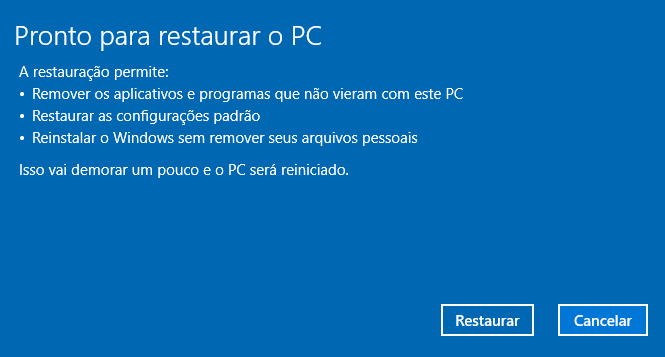 Pronto para restaurar o PC
A restauração permite:
• Remover os aplicativos e programas que não vieram com este PC
• Restaurar as configurações padrão
• Reinstalar o Windows sem remover seus arquivos pessoais
Isso vai demorar um pouco e o PC será reiniciado.
Restaurar Cancelar